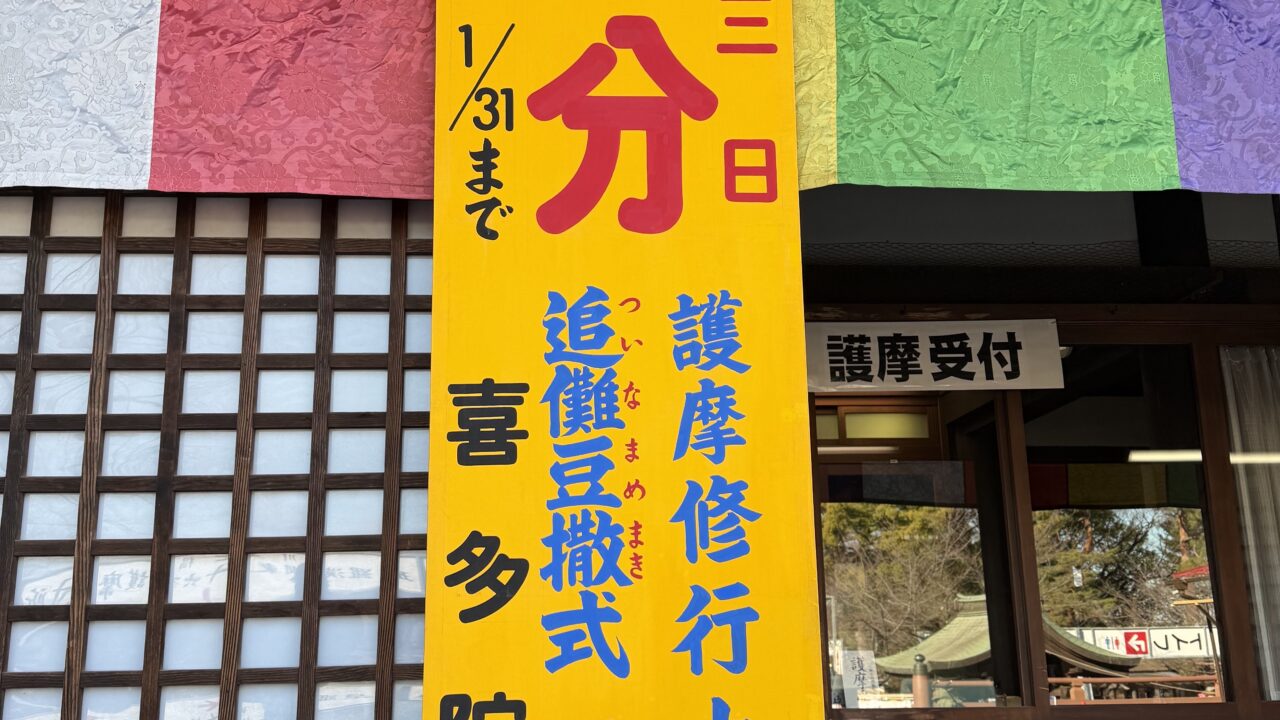 三日
分
1/31まで
護摩修行
追儺豆撒式
ついなまめまき
喜多院
護摩受付
トイレ
護摩